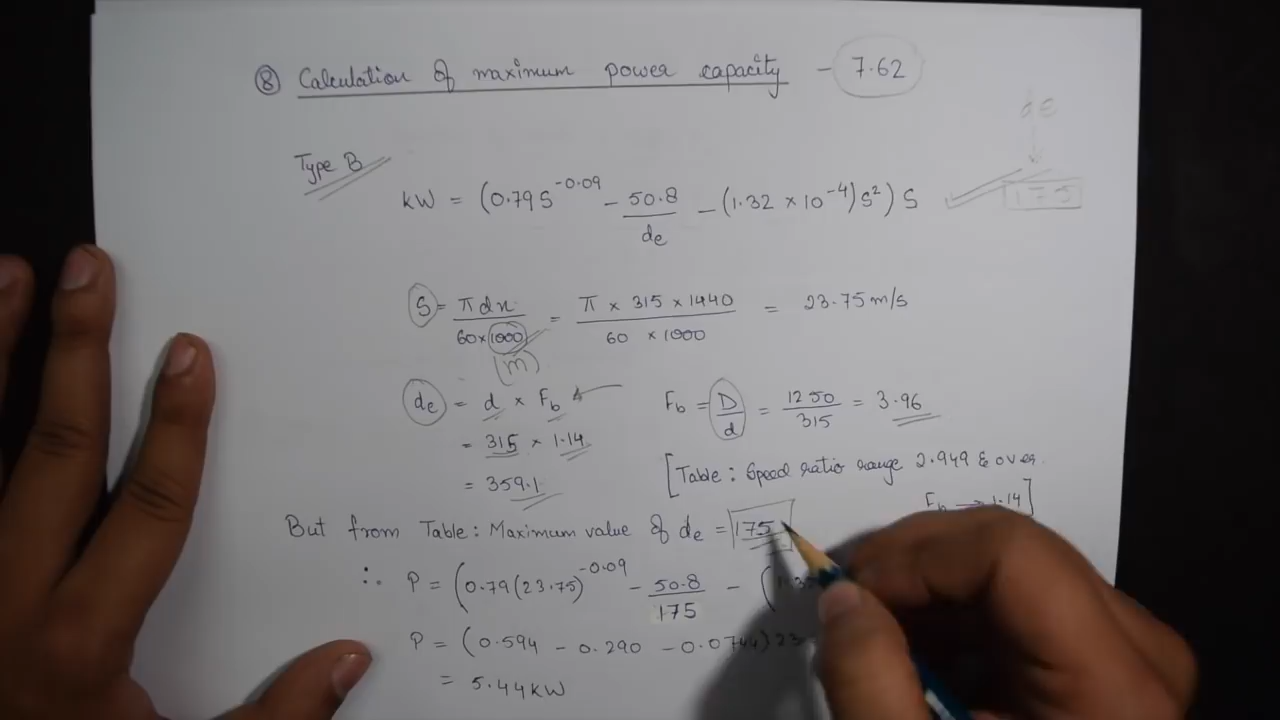 ⑧ Calculation of maximum power capacity - 7.62
de
↓
175
Type B
kW = (0.79 S^-0.09 - 50.8/de - (1.32 × 10^-4) S²) S
S = πdn/60×1000 = π × 315 × 1440/60 × 1000 = 23.75 m/s
(m)
de = d × Fb Fb = D/d = 1250/315 = 3.96
= 315 × 1.14
= 359.1 [Table : Speed ratio range 2.949 & over
Fb → 1.14]
But from Table : Maximum value of de = 175
∴ P = (0.79 (23.75)^-0.09 - 50.8/175 - (
P = (0.594 - 0.290 - 0.0744) 23
= 5.44 kW